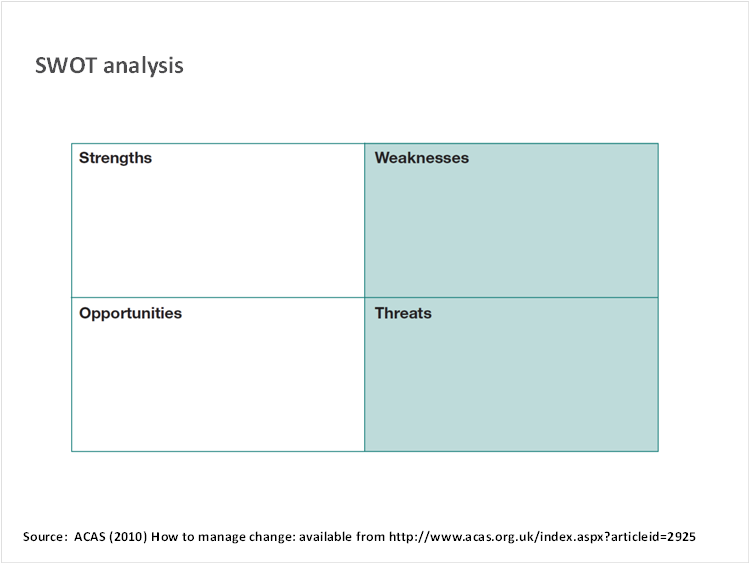 SWOT analysis
Strengths
Weaknesses
Opportunities
Threats
Source:  ACAS (2010) How to manage change: available from http://www.acas.org.uk/index.aspx?articleid=2925